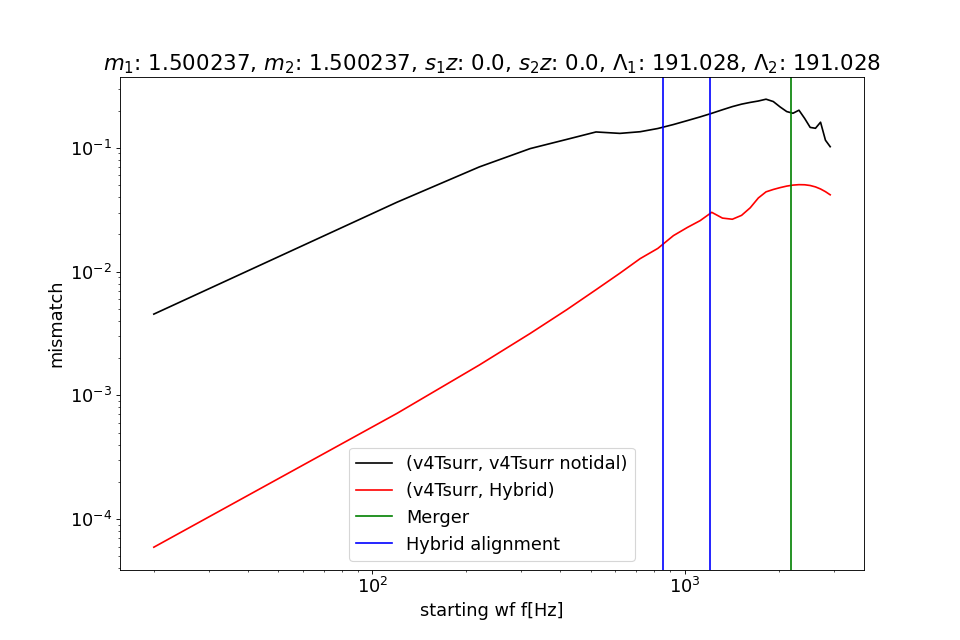 m₁: 1.500237, m₂: 1.500237, s₁z: 0.0, s₂z: 0.0, Λ₁: 191.028, Λ₂: 191.028
10⁻¹
10⁻²
10⁻³
10⁻⁴
mismatch
(v4Tsurr, v4Tsurr notidal)
(v4Tsurr, Hybrid)
Merger
Hybrid alignment
10²
10³
starting wf f[Hz]